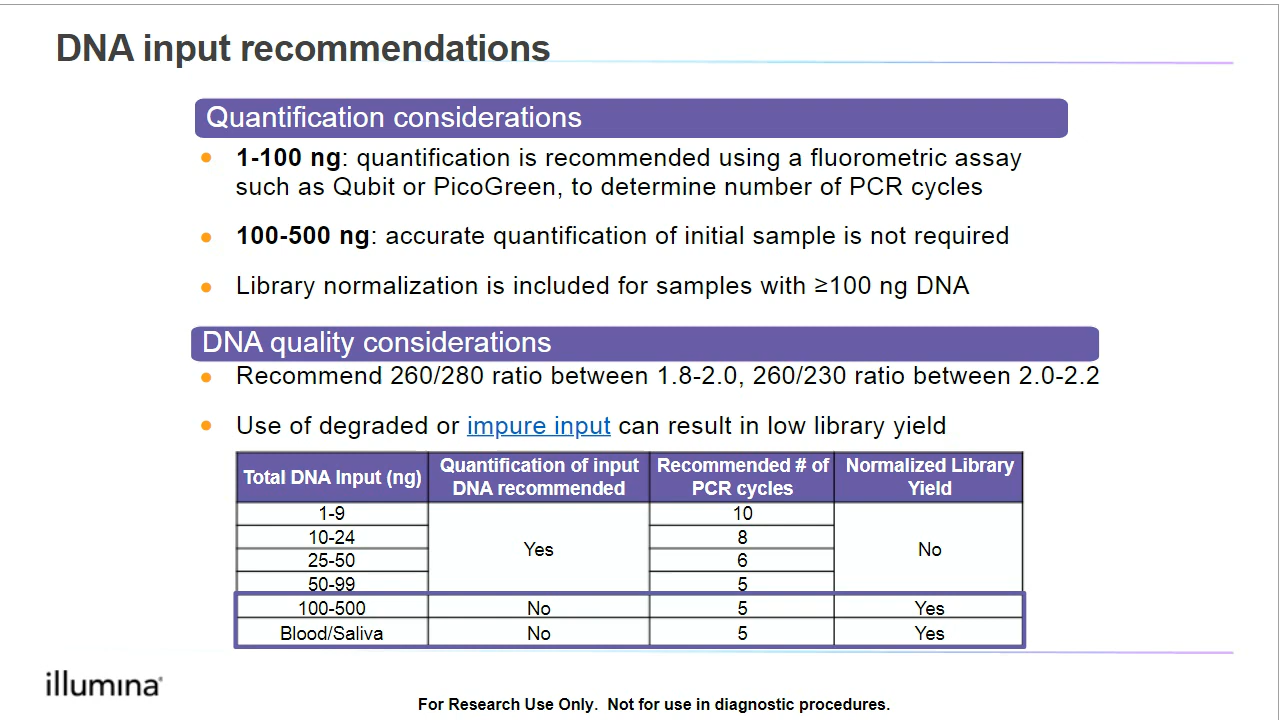 DNA input recommendations
Quantification considerations
1-100 ng: quantification is recommended using a fluorometric assay
such as Qubit or PicoGreen, to determine number of PCR cycles
100-500 ng: accurate quantification of initial sample is not required
Library normalization is included for samples with ≥100 ng DNA
DNA quality considerations
Recommend 260/280 ratio between 1.8-2.0, 260/230 ratio between 2.0-2.2
Use of degraded or impure input can result in low library yield
Total DNA Input (ng) Quantification of input DNA recommended Recommended # of PCR cycles Normalized Library Yield
1-9 10
10-24 8
Yes No
25-50 6
50-99 5
100-500 No 5 Yes
Blood/Saliva No 5 Yes
illumina®
For Research Use Only. Not for use in diagnostic procedures.